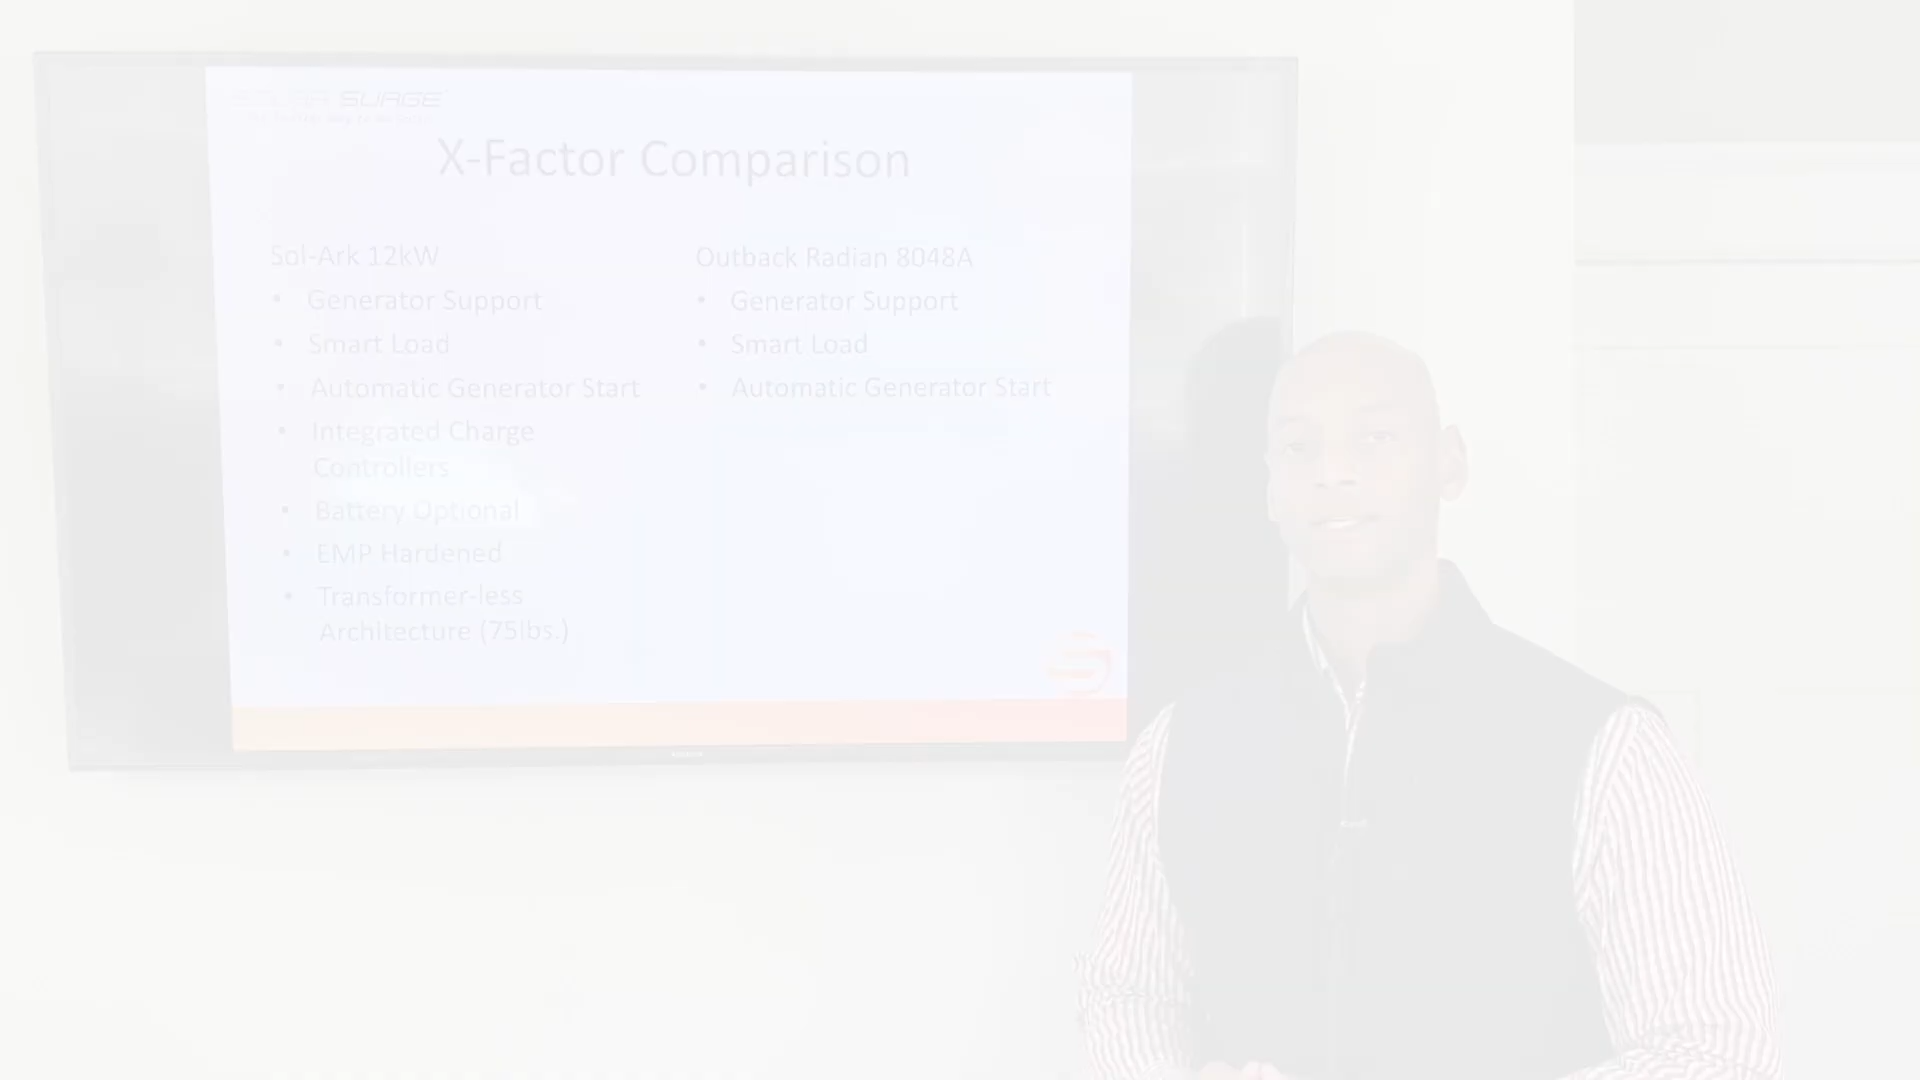 SURGE
X-Factor Comparison
Sol-Ark 12kW
• Generator Support
• Smart Load
• Automatic Generator Start
• Integrated Charge
Controllers
• Battery Optional
• EMP Hardened
• Transformer-less
Architecture (75lbs.)
Outback Radian 8048A
• Generator Support
• Smart Load
• Automatic Generator Start